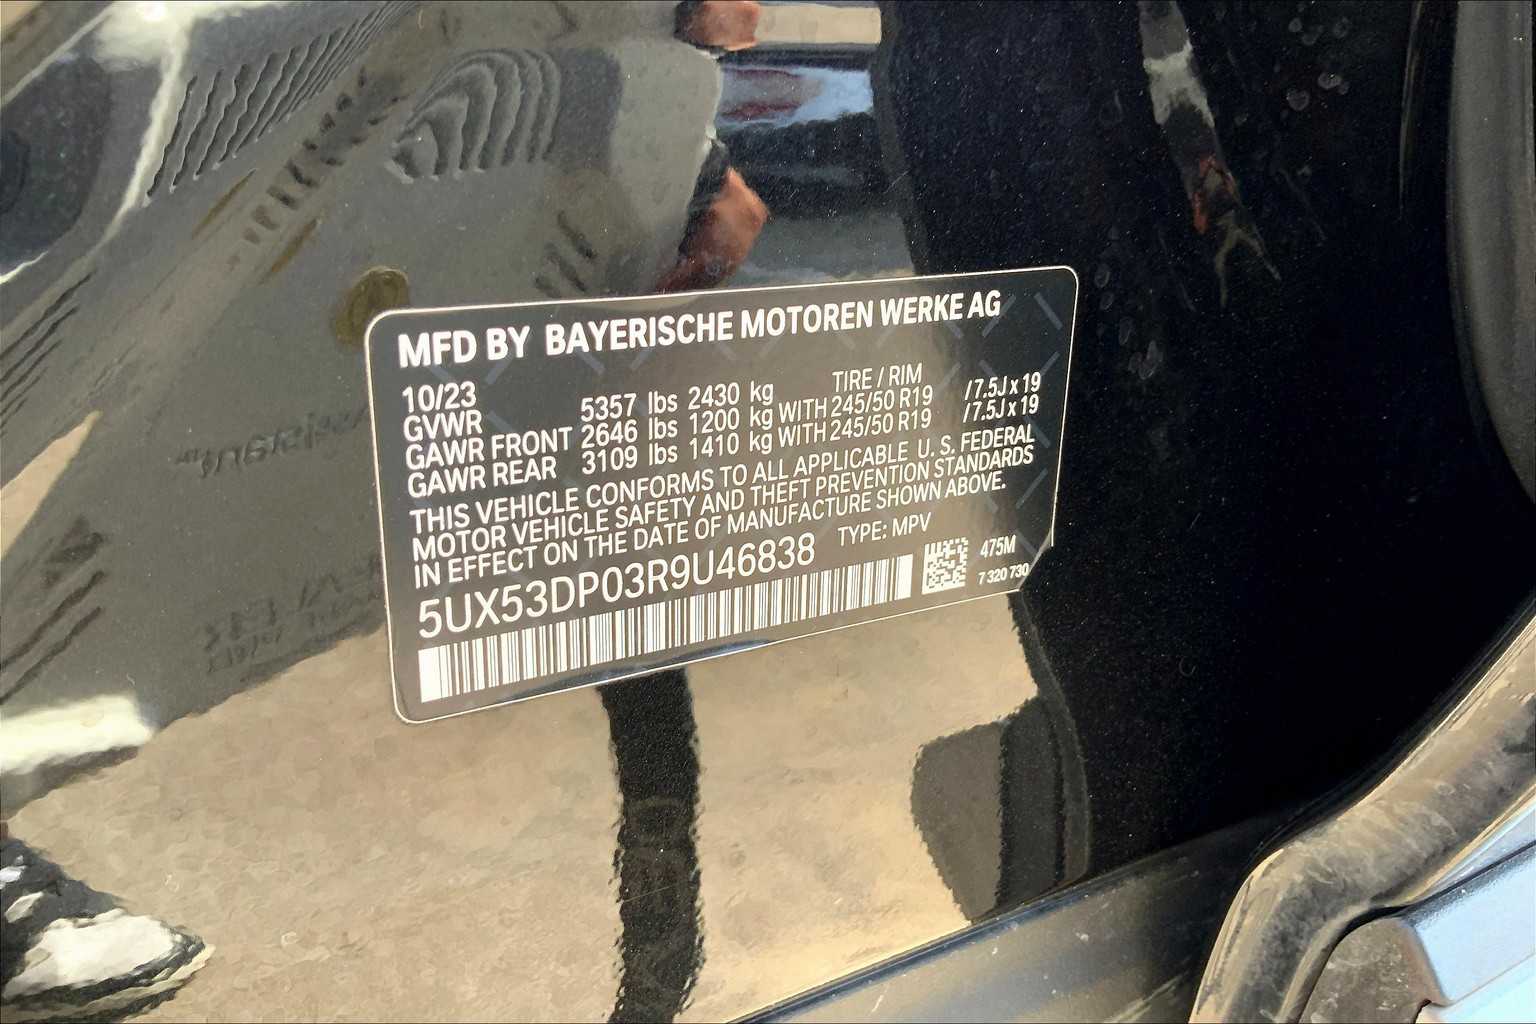 MFD BY BAYERISCHE MOTOREN WERKE AG
10/23 TIRE / RIM
GVWR 5357 lbs 2430 kg
GAWR FRONT 2646 lbs 1200 kg WITH 245/50 R19 /7.5J x 19
GAWR REAR 3109 lbs 1410 kg WITH 245/50 R19 /7.5J x 19
THIS VEHICLE CONFORMS TO ALL APPLICABLE U. S. FEDERAL
MOTOR VEHICLE SAFETY AND THEFT PREVENTION STANDARDS
IN EFFECT ON THE DATE OF MANUFACTURE SHOWN ABOVE.
5UX53DP03R9U46838 TYPE: MPV
475M
7 320 730